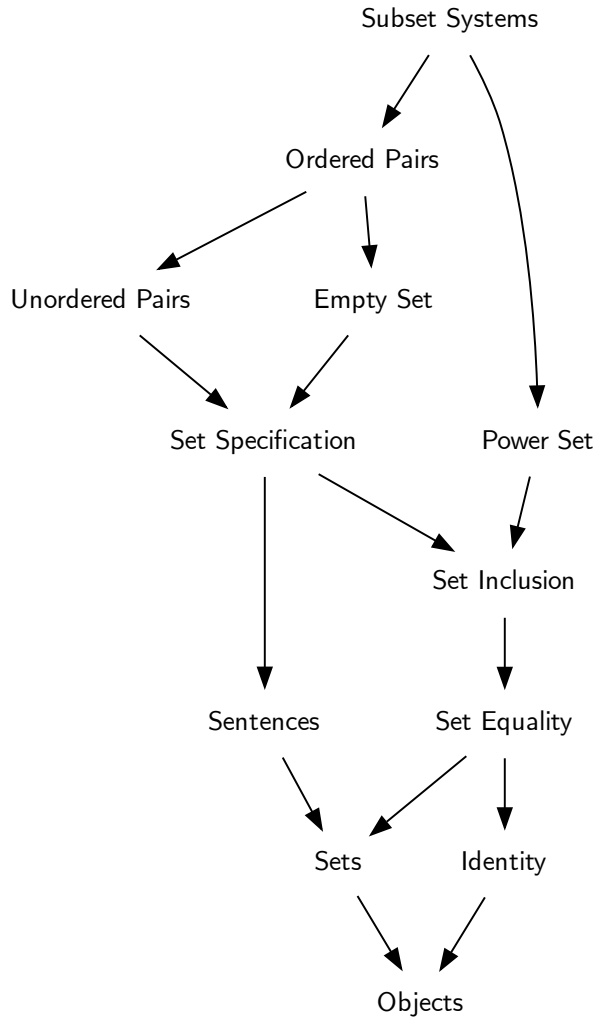 Subset Systems
Ordered Pairs
Unordered Pairs
Empty Set
Set Specification
Power Set
Set Inclusion
Sentences
Set Equality
Sets
Identity
Objects